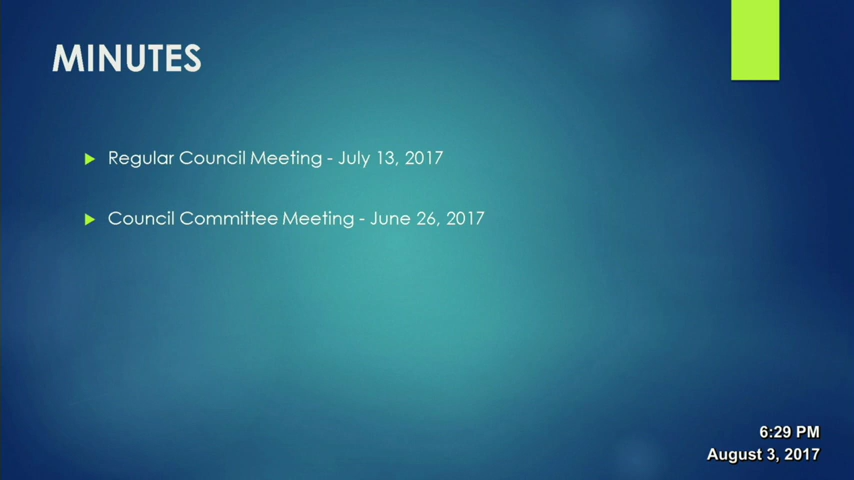 MINUTES
Regular Council Meeting - July 13, 2017
Council Committee Meeting - June 26, 2017
6:29 PM
August 3, 2017